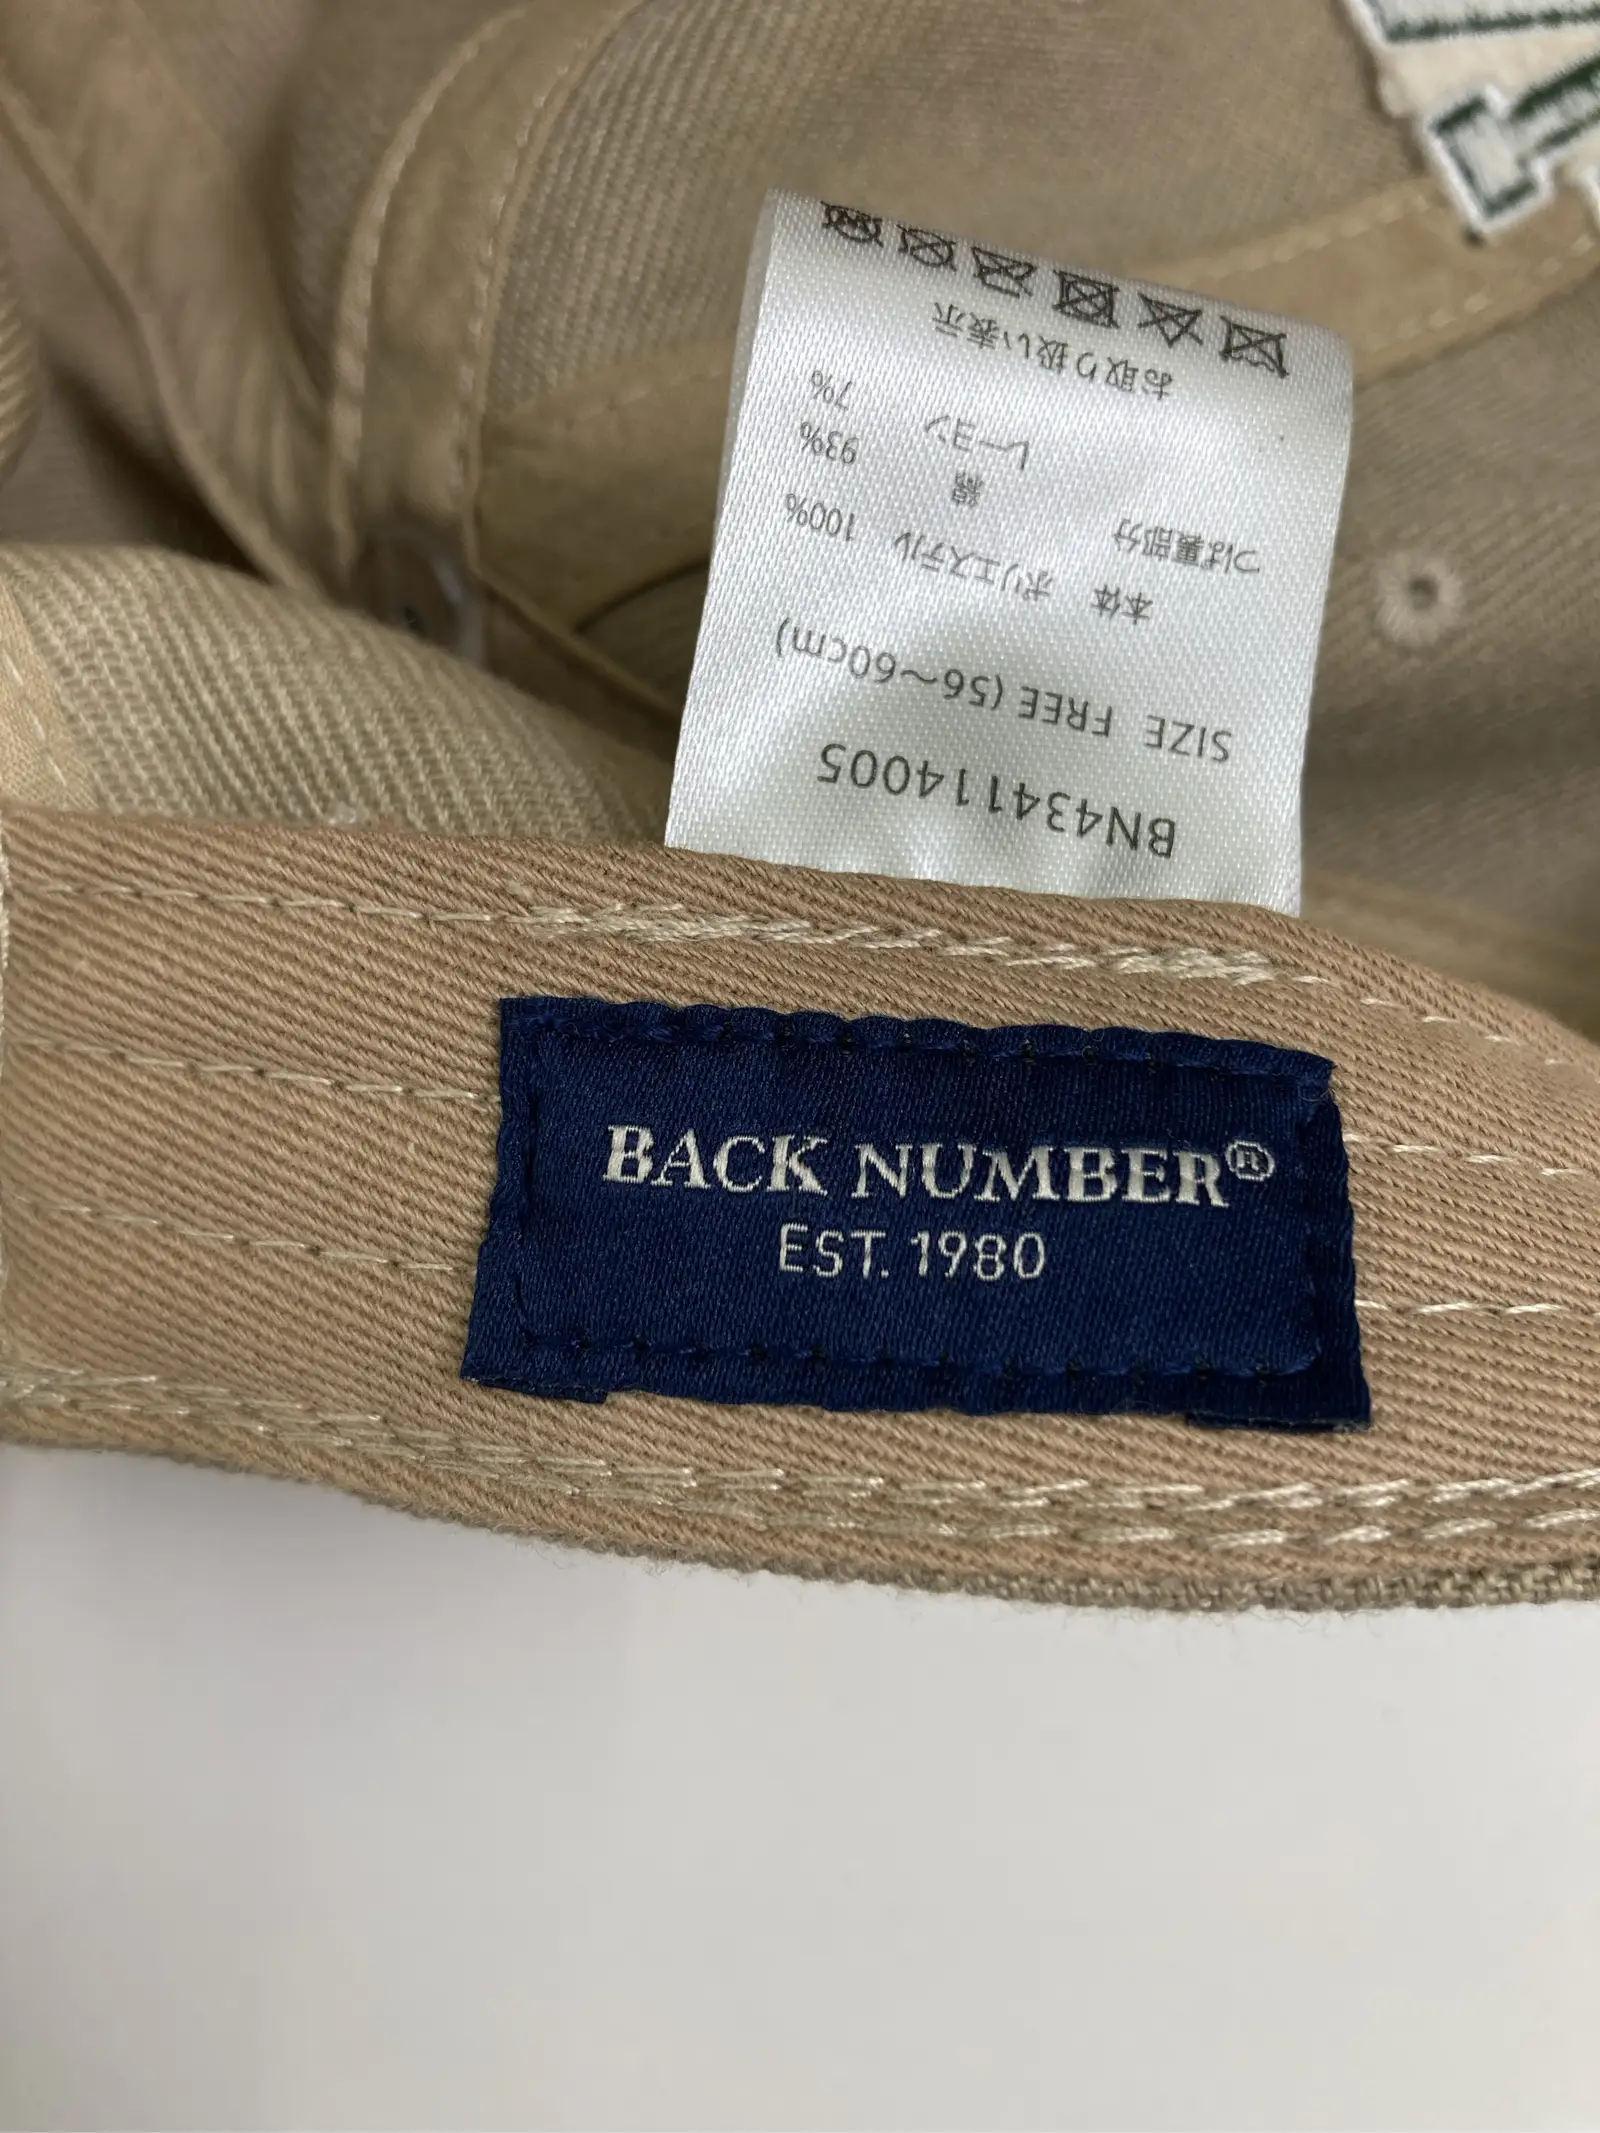 BN434114005
SIZE FREE (56～60cm)
本体 ポリエステル 100%
つば裏部分 綿 93%
レーヨン 7%
お取り扱い表示
BACK NUMBER®
EST. 1980